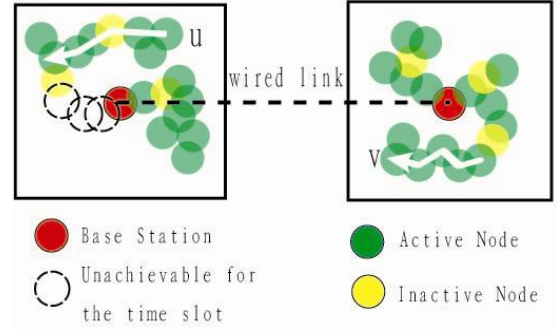 u
wired link
v
Base Station
Unachievable for
the time slot
Active Node
Inactive Node